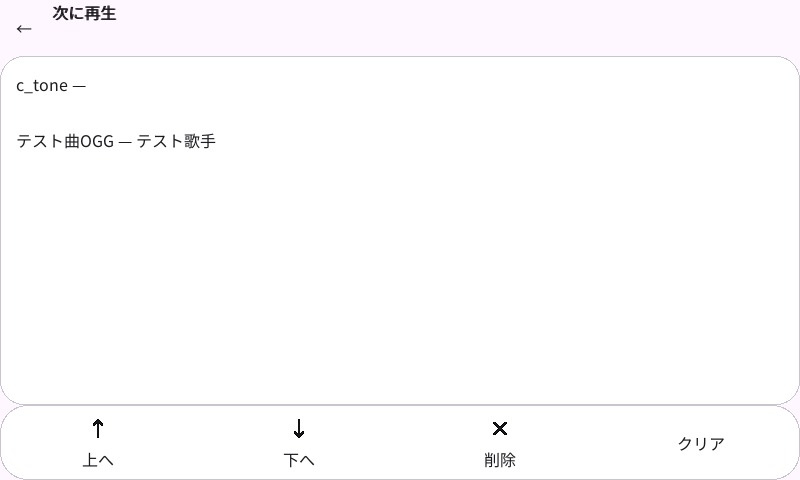 ←
次に再生
c_tone —
テスト曲OGG — テスト歌手
↑
上へ
↓
下へ
×
削除
クリア